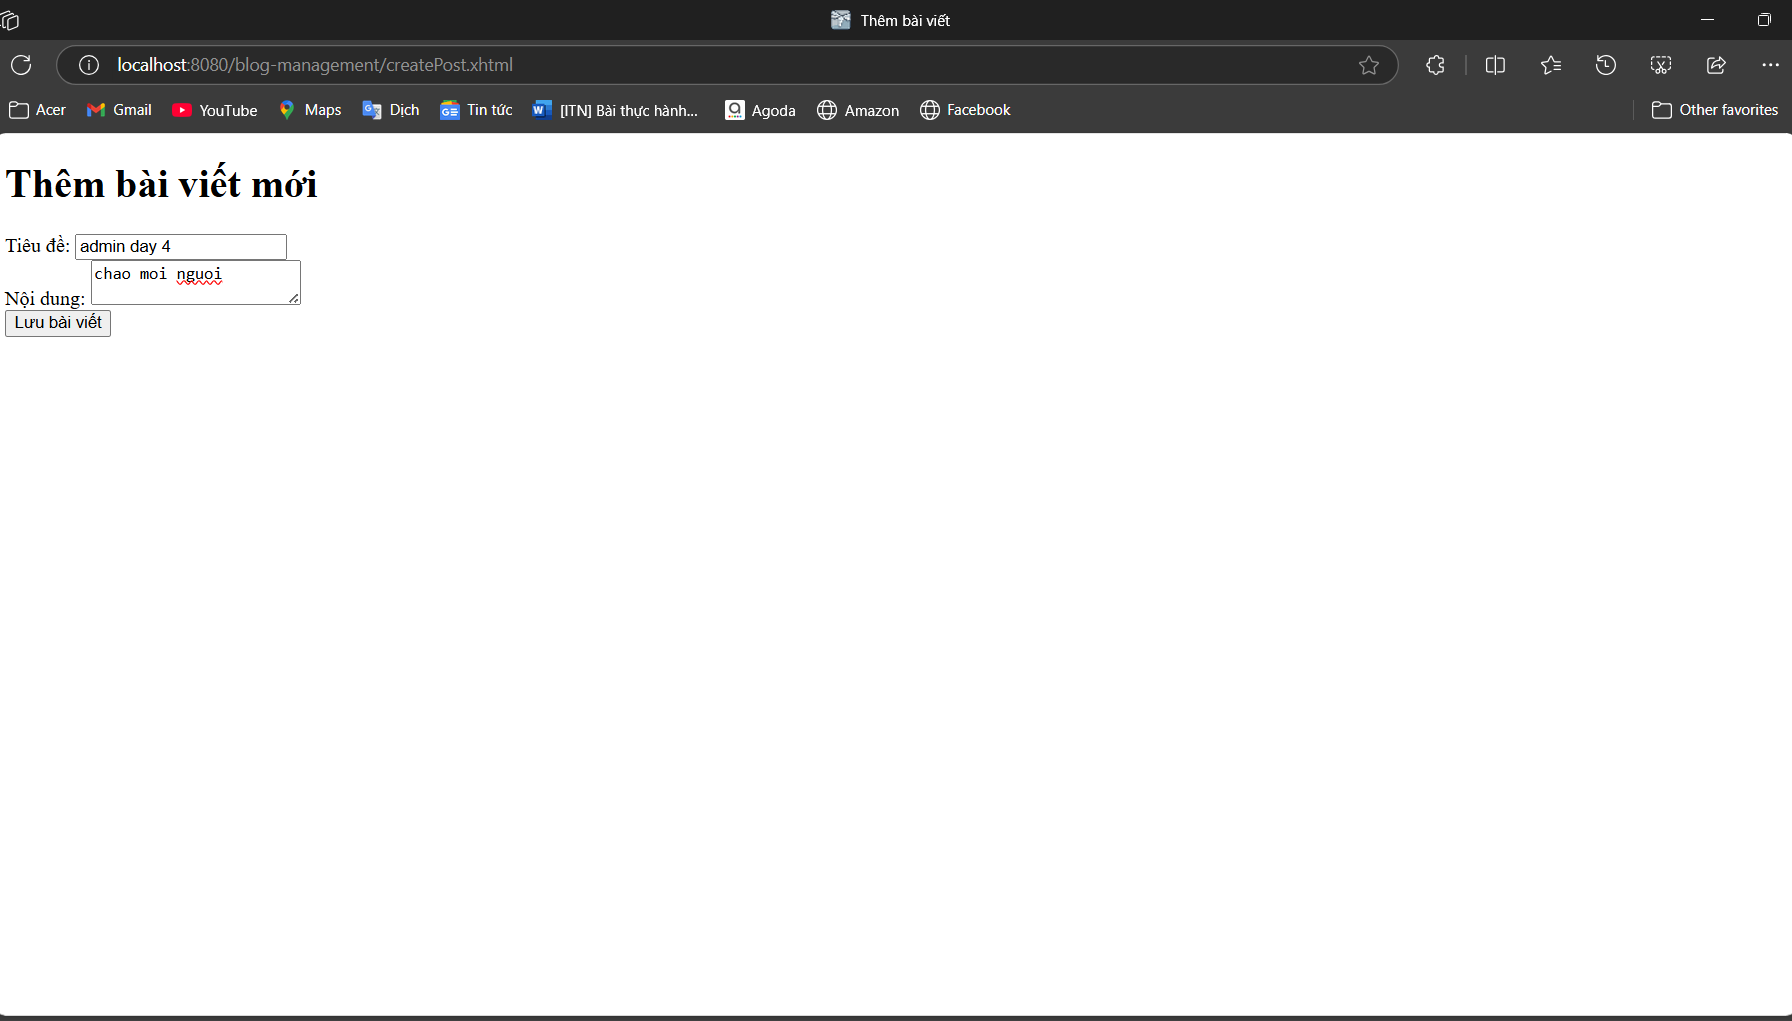 Thêm bài viết
localhost:8080/blog-management/createPost.xhtml
Acer Gmail YouTube Maps Dịch Tin tức [ITN] Bài thực hành... Agoda Amazon Facebook Other favorites
Thêm bài viết mới
Tiêu đề: admin day 4
Nội dung: chao moi nguoi
Lưu bài viết